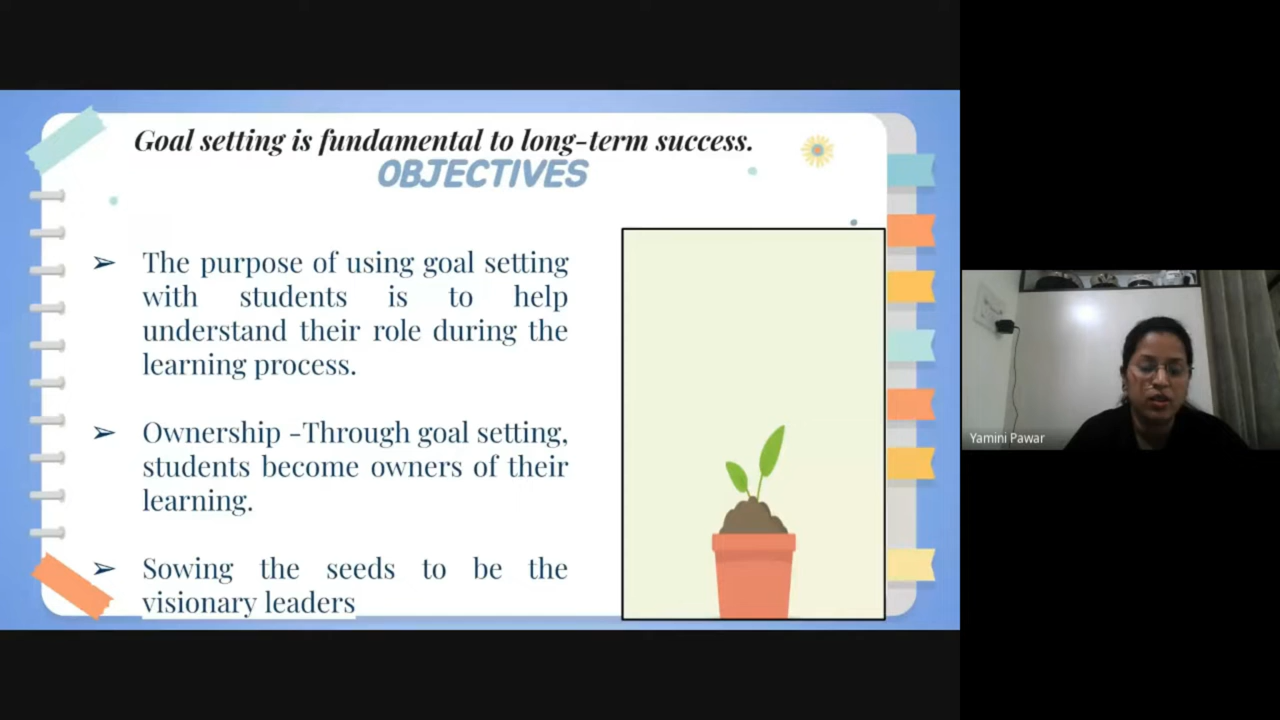 Goal setting is fundamental to long-term success.
OBJECTIVES
➢ The purpose of using goal setting
with students is to help
understand their role during the
learning process.
➢ Ownership -Through goal setting,
students become owners of their
learning.
➢ Sowing the seeds to be the
visionary leaders
Yamini Pawar